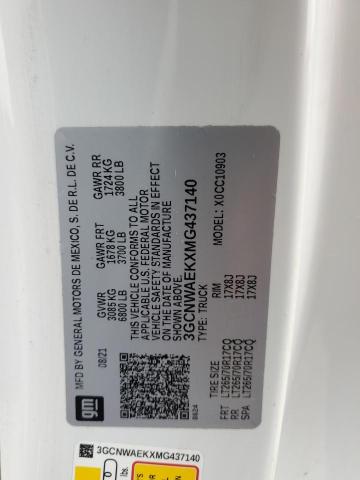 MFD BY GENERAL MOTORS DE MEXICO, S. DE R.L. DE C.V.
08/21 GVWR GAWR FRT GAWR RR
3085 KG 1678 KG 1724 KG
6800 LB 3700 LB 3800 LB
THIS VEHICLE CONFORMS TO ALL
APPLICABLE U.S. FEDERAL MOTOR
VEHICLE SAFETY STANDARDS IN EFFECT
ON THE DATE OF MANUFACTURE
SHOWN ABOVE.
3GCNWAEKXMG437140
TYPE: TRUCK MODEL: X0CC10903
gm
TIRE SIZE RIM
FRT LT265/70R17CQ 17X8J
RR LT265/70R17CQ 17X8J
SPA LT265/70R17CQ 17X8J
3GCNWAEKXMG437140
lbs